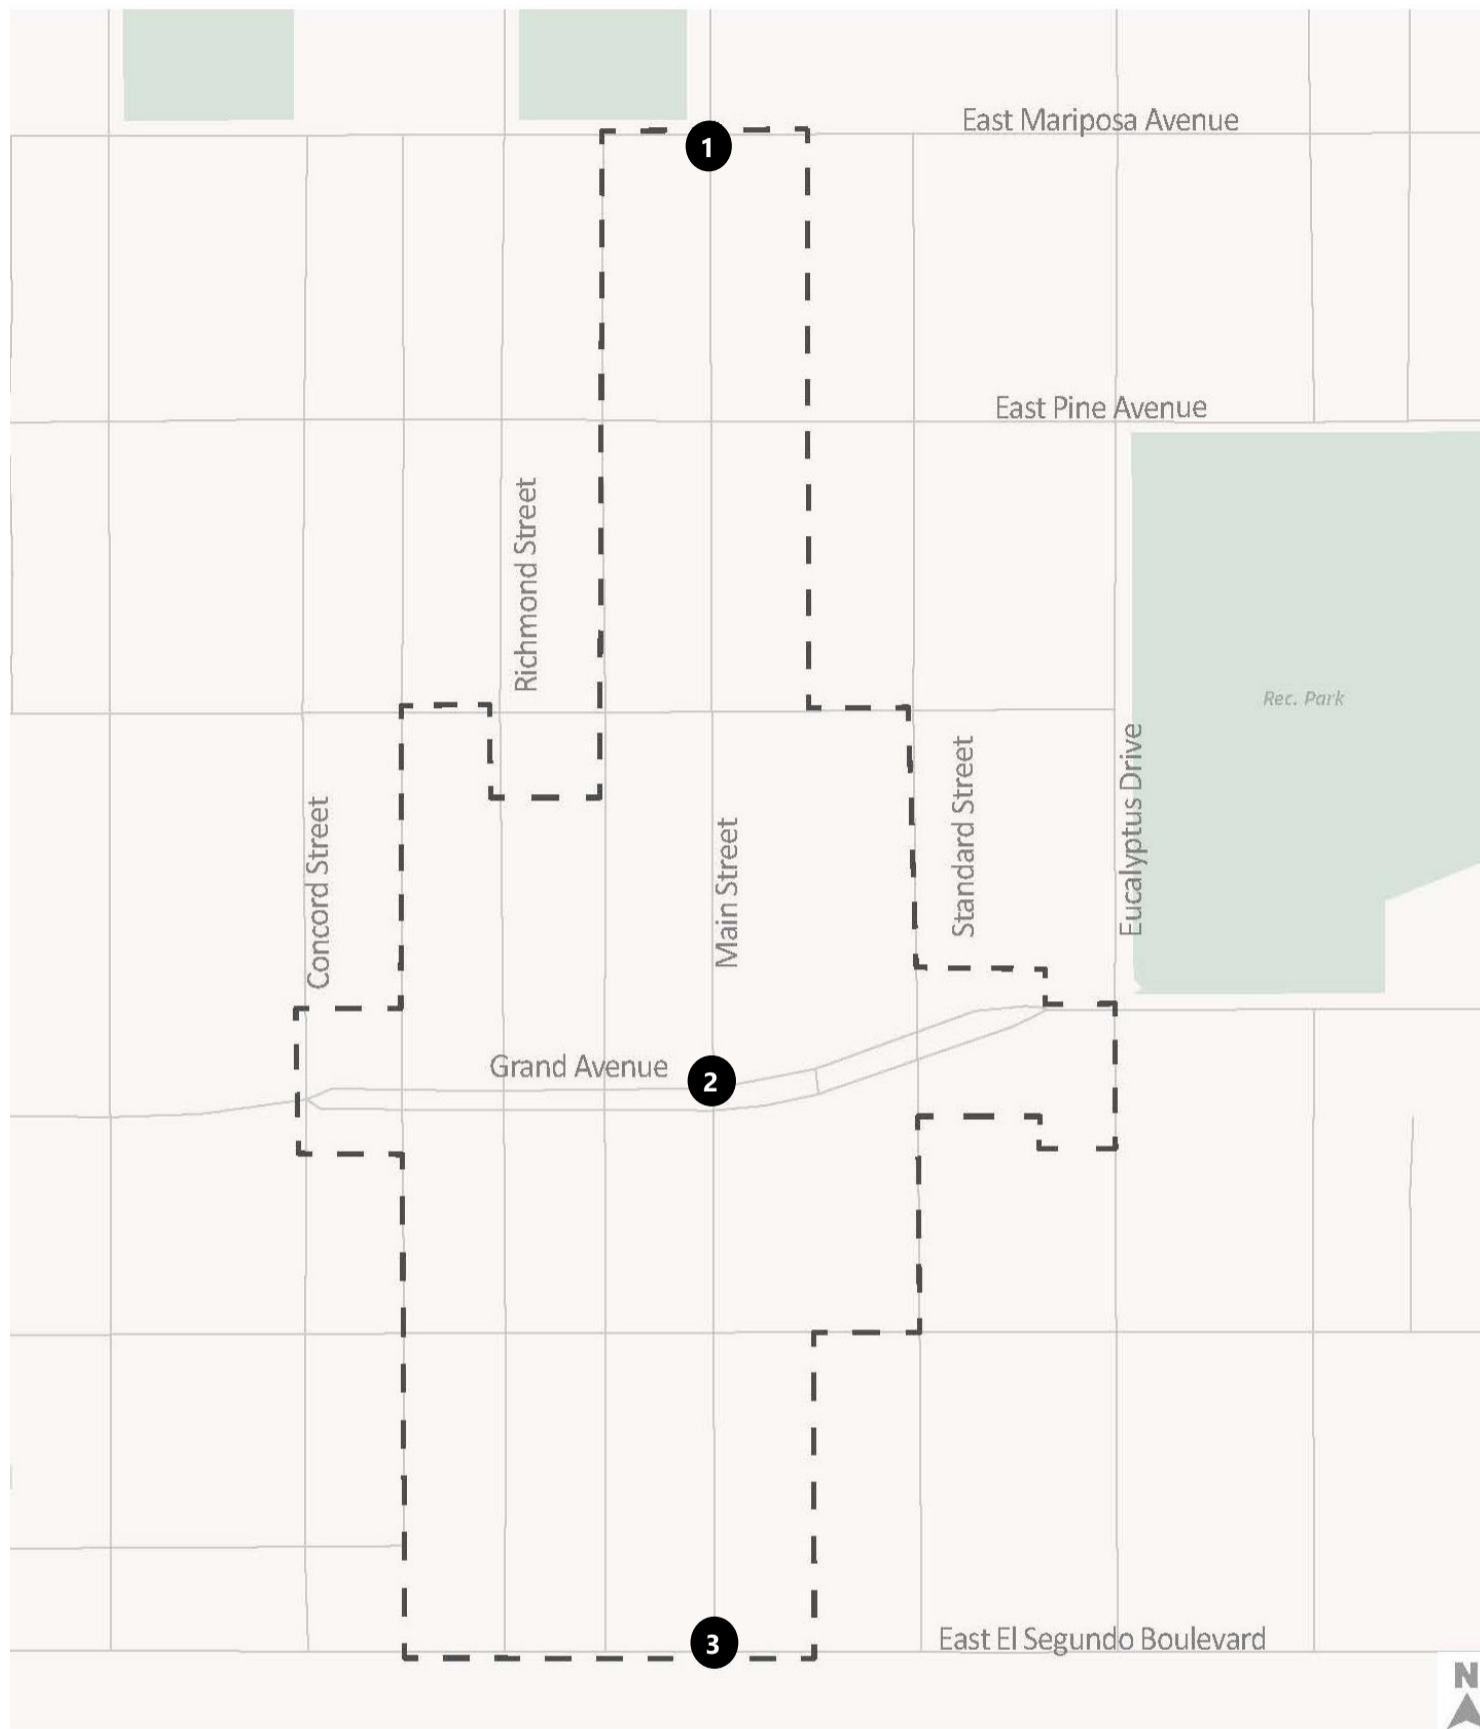 East Mariposa Avenue
1
East Pine Avenue
Richmond Street
Rec. Park
Concord Street
Main Street
Standard Street
Eucalyptus Drive
Grand Avenue
2
East El Segundo Boulevard
3
N